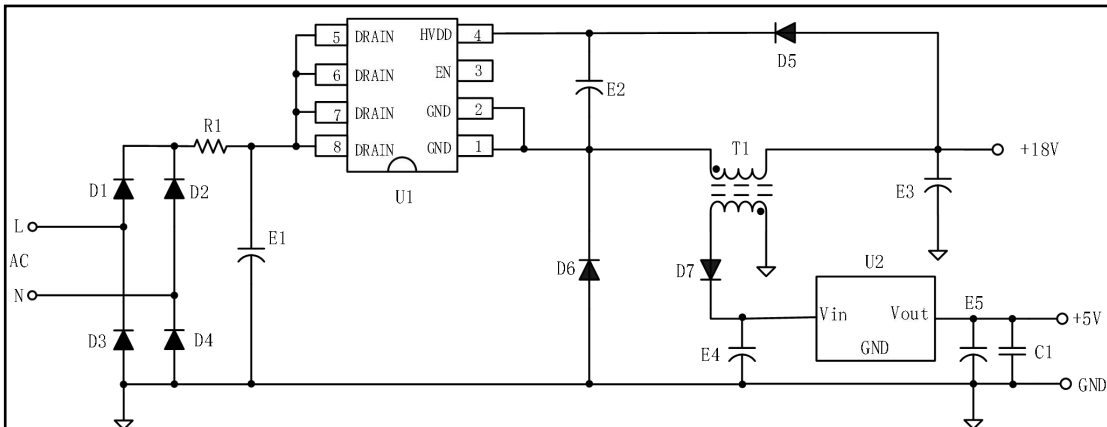 5 DRAIN HVDD 4
D5
6 DRAIN EN 3
E2
7 DRAIN GND 2
R1
8 DRAIN GND 1
T1
+18V
U1
D1
D2
E3
L
AC
E1
D6
D7
U2
N
Vin
Vout
E5
+5V
D3
D4
E4
GND
C1
GND